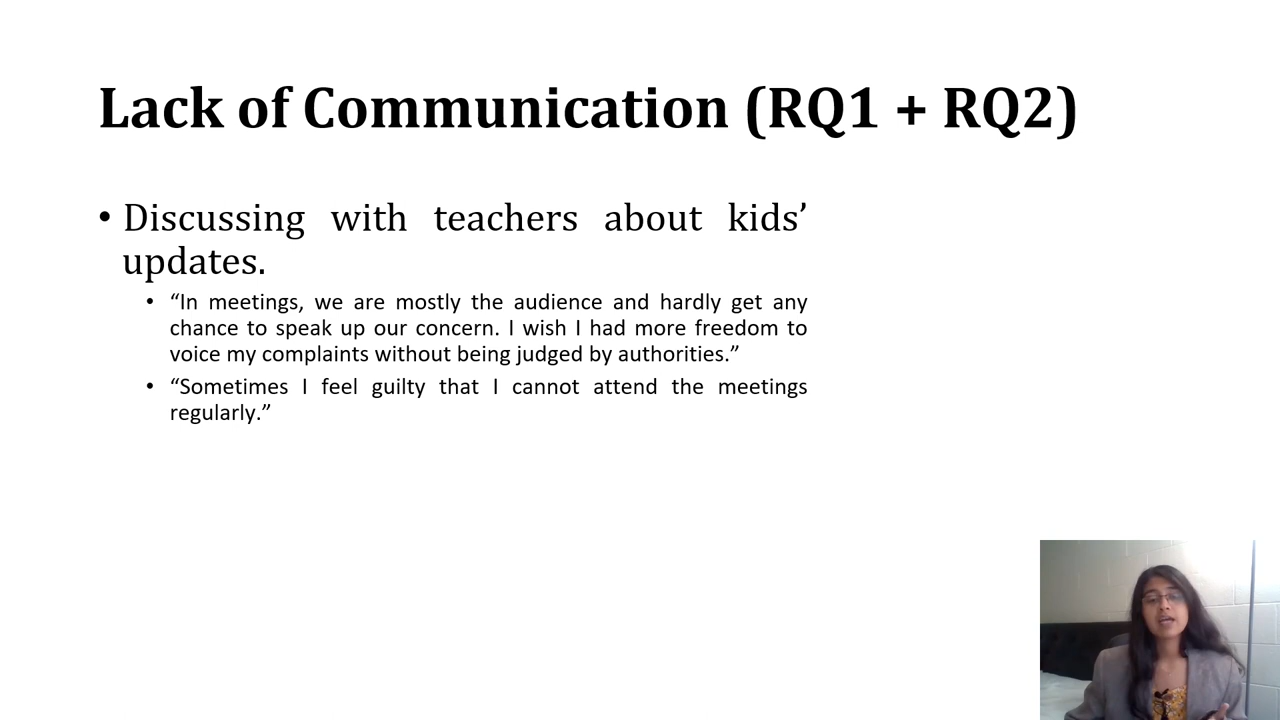 Lack of Communication (RQ1 + RQ2)
• Discussing with teachers about kids’
updates.
• “In meetings, we are mostly the audience and hardly get any
chance to speak up our concern. I wish I had more freedom to
voice my complaints without being judged by authorities.”
• “Sometimes I feel guilty that I cannot attend the meetings
regularly.”